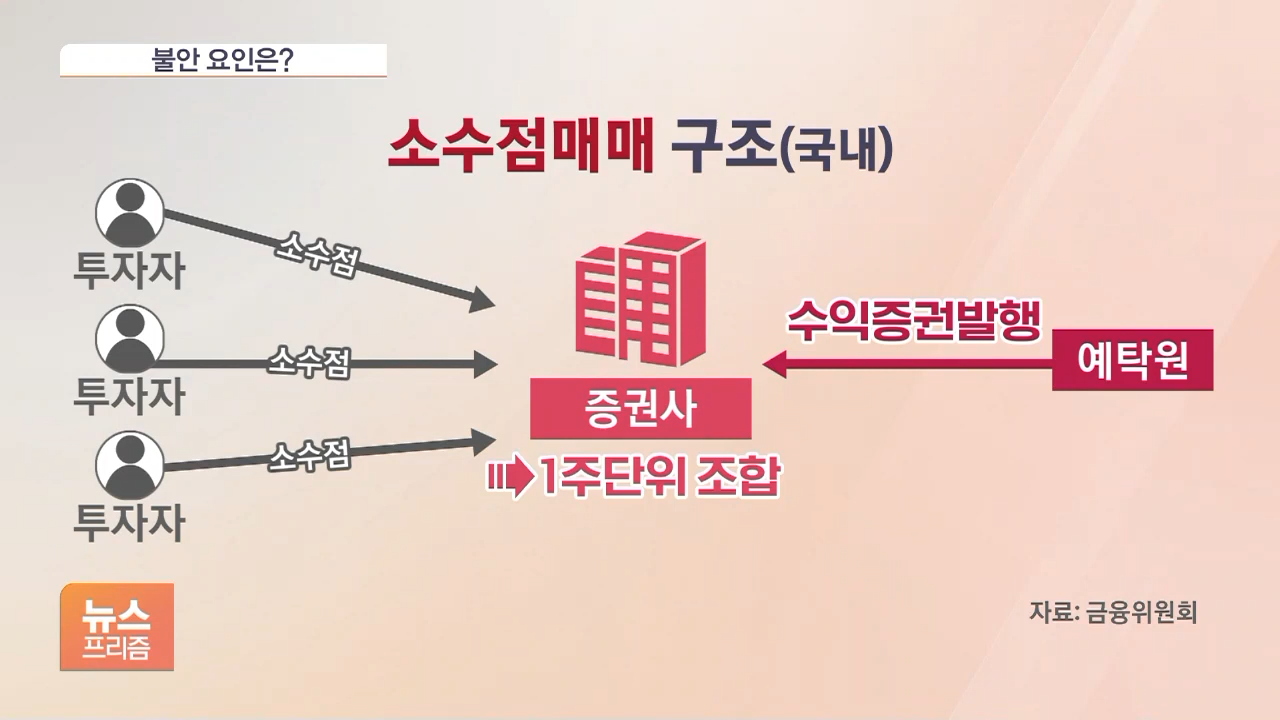 불안 요인은?
소수점매매 구조(국내)
투자자
소수점
투자자
소수점
투자자
소수점
증권사
1주단위 조합
수익증권발행
예탁원
뉴스
프리즘
자료: 금융위원회